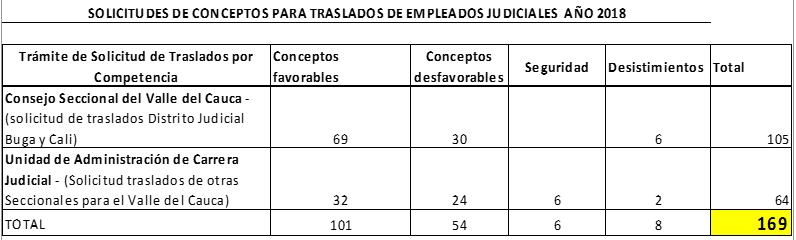 SOLICITUDES DE CONCEPTOS PARA TRASLADOS DE EMPLEADOS JUDICIALES AÑO 2018
Trámite de Solicitud de Traslados por Competencia | Conceptos favorables | Conceptos desfavorables | Seguridad | Desistimientos | Total
Consejo Seccional del Valle del Cauca -
(solicitud de traslados Distrito Judicial
Buga y Cali) 69 30 6 105
Unidad de Administración de Carrera
Judicial - (Solicitud traslados de otras
Seccionales para el Valle del Cauca) 32 24 6 2 64
TOTAL 101 54 6 8 169